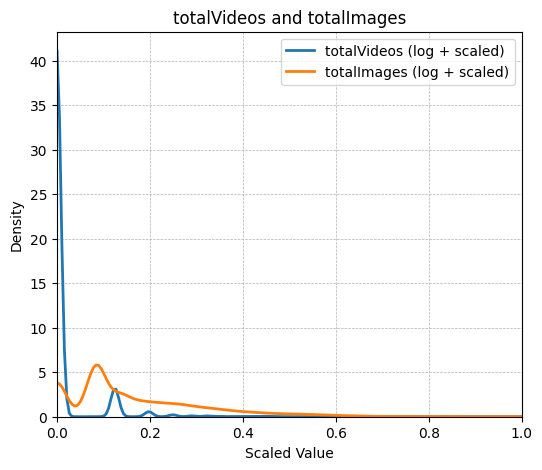 totalVideos and totalImages
totalVideos (log + scaled)
totalImages (log + scaled)
Density
40
35
30
25
20
15
10
5
0
0.0 0.2 0.4 0.6 0.8 1.0
Scaled Value